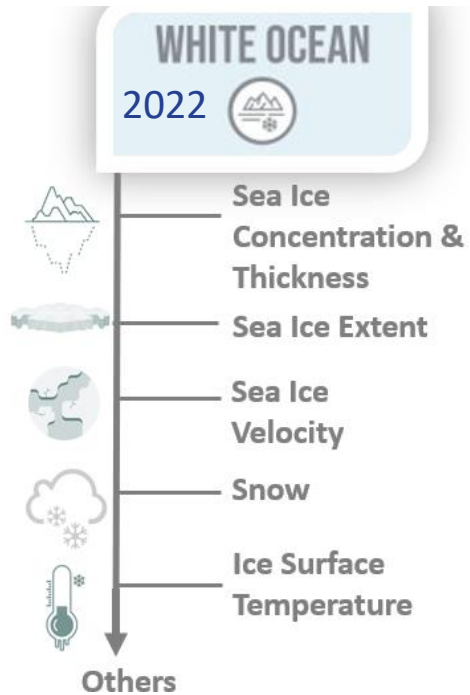 WHITE OCEAN
2022
Sea Ice
Concentration &
Thickness
Sea Ice Extent
Sea Ice
Velocity
Snow
Ice Surface
Temperature
Others